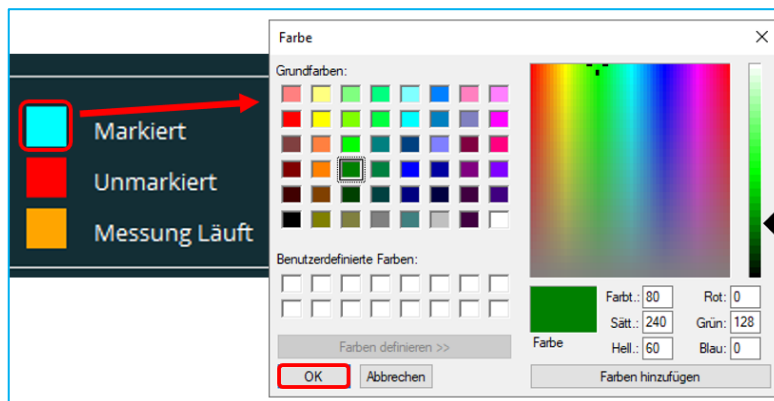 Farbe
Grundfarben:
Markiert
Unmarkiert
Messung Läuft
Benutzerdefinierte Farben:
Farben definieren >>
OK
Abbrechen
Farbe
Farbt.: 80
Sätt.: 240
Hell.: 60
Rot: 0
Grün: 128
Blau: 0
Farben hinzufügen